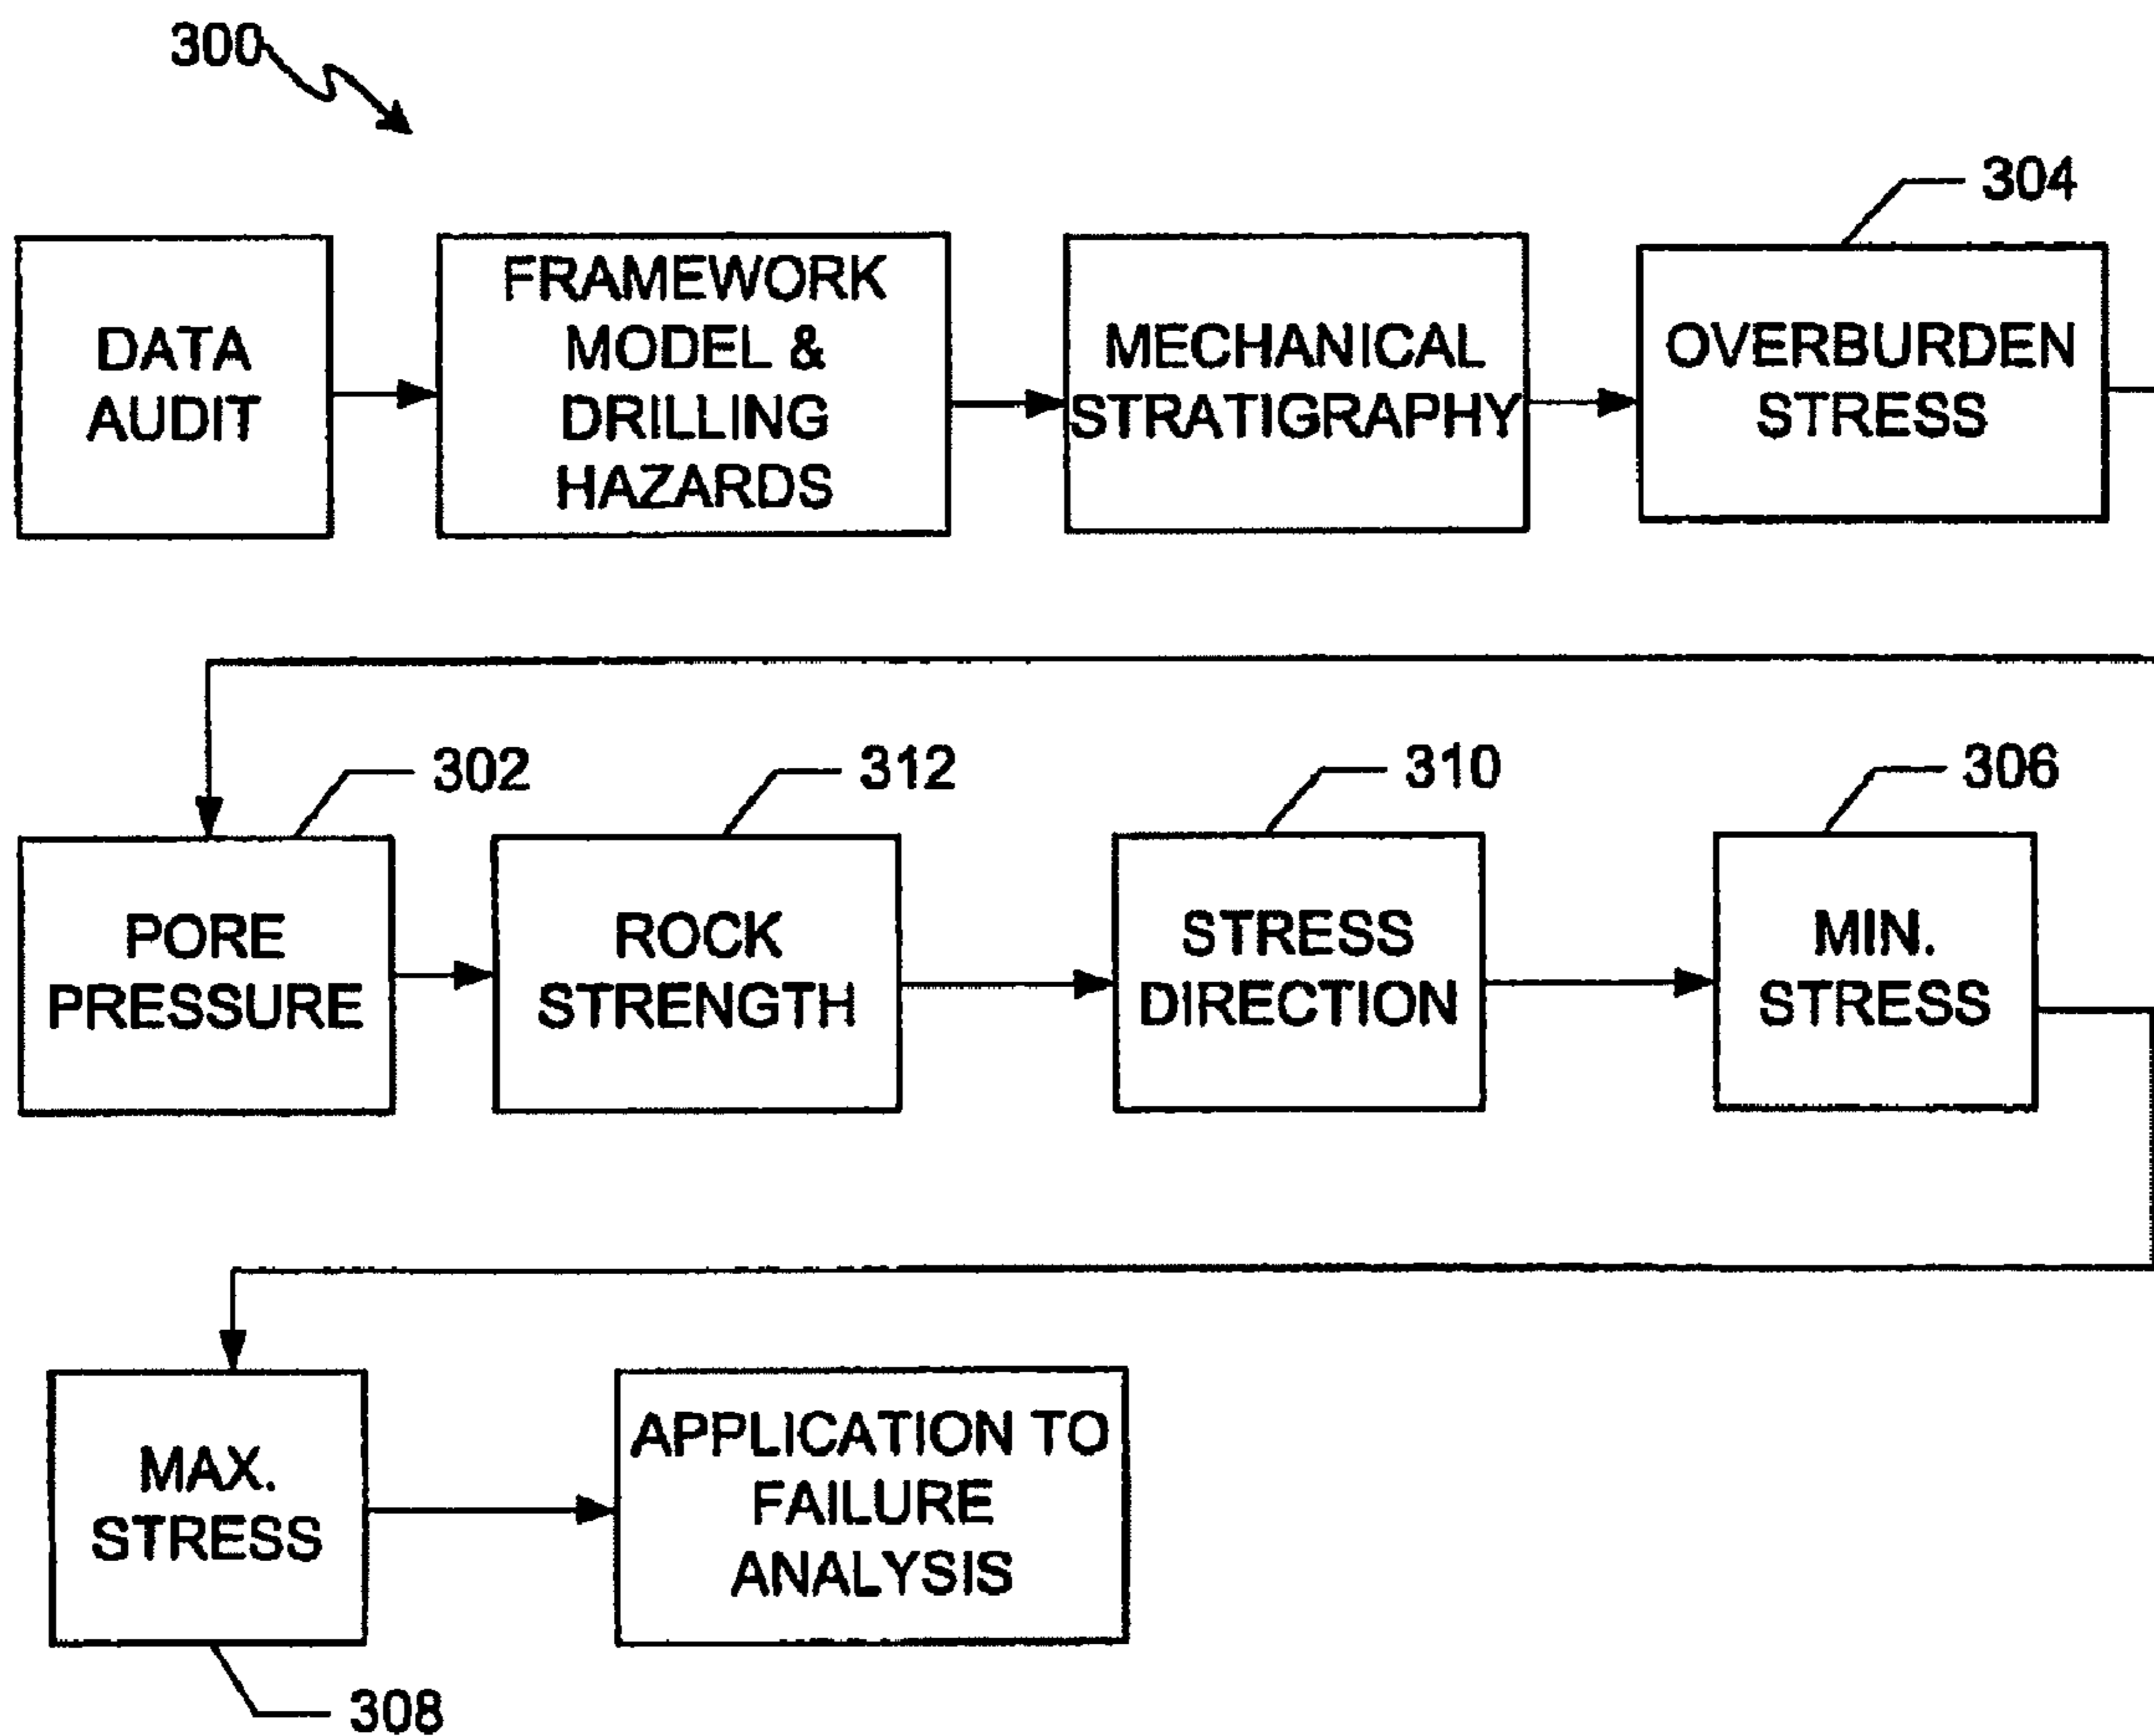 300
304
DATA
AUDIT
FRAMEWORK
MODEL &
DRILLING
HAZARDS
MECHANICAL
STRATIGRAPHY
OVERBURDEN
STRESS
302
312
310
306
PORE
PRESSURE
ROCK
STRENGTH
STRESS
DIRECTION
MIN.
STRESS
MAX.
STRESS
APPLICATION TO
FAILURE
ANALYSIS
308